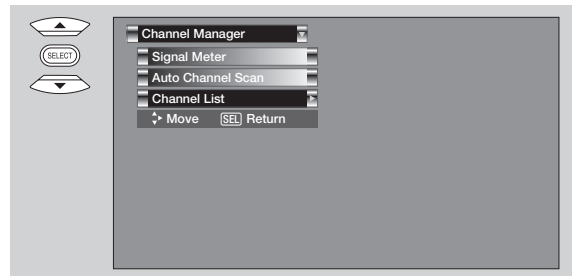 SELECT
Channel Manager
Signal Meter
Auto Channel Scan
Channel List
Move SEL Return